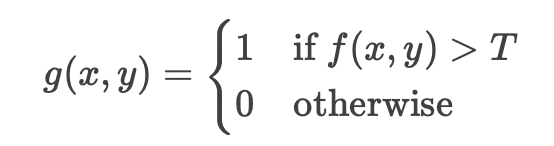 g(x, y) = { 1 if f(x, y) > T
0 otherwise